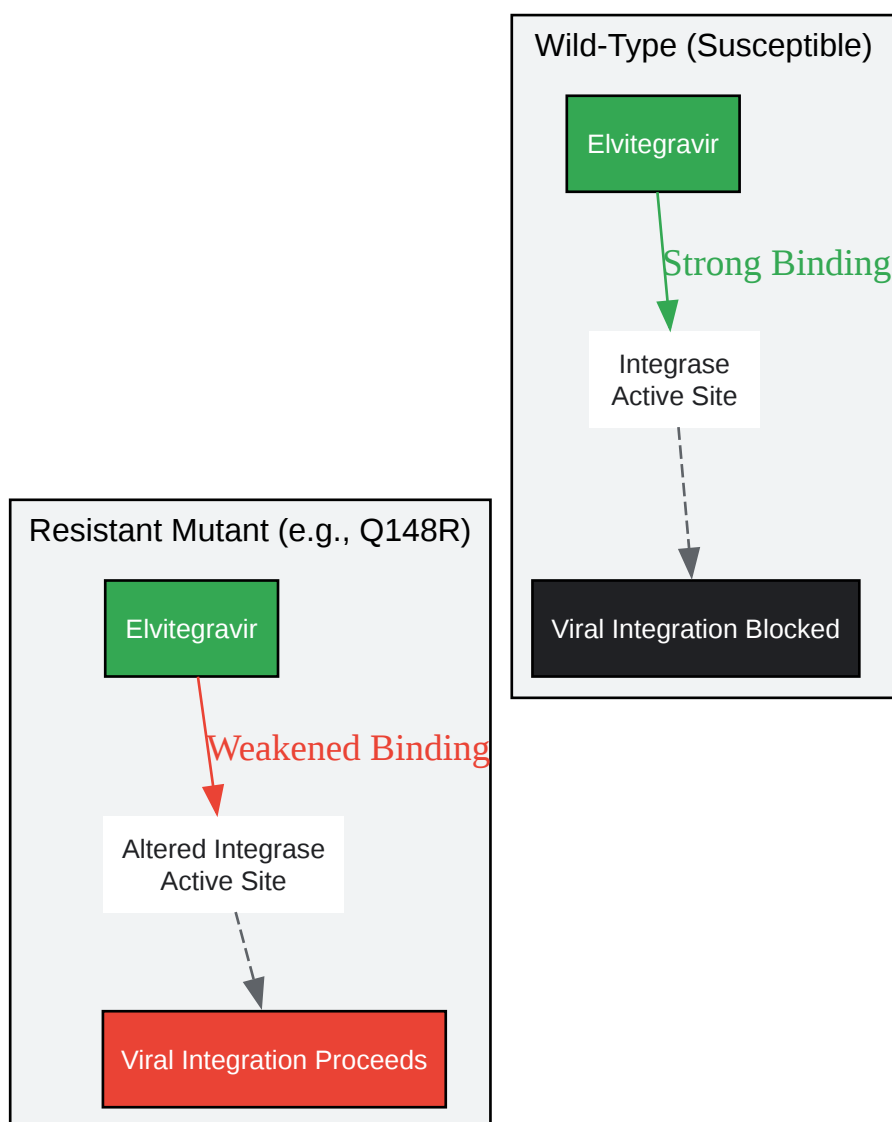 Wild-Type (Susceptible)
Elvitegravir
Strong Binding
Integrase
Active Site
Viral Integration Blocked
Resistant Mutant (e.g., Q148R)
Elvitegravir
Weakened Binding
Altered Integrase
Active Site
Viral Integration Proceeds